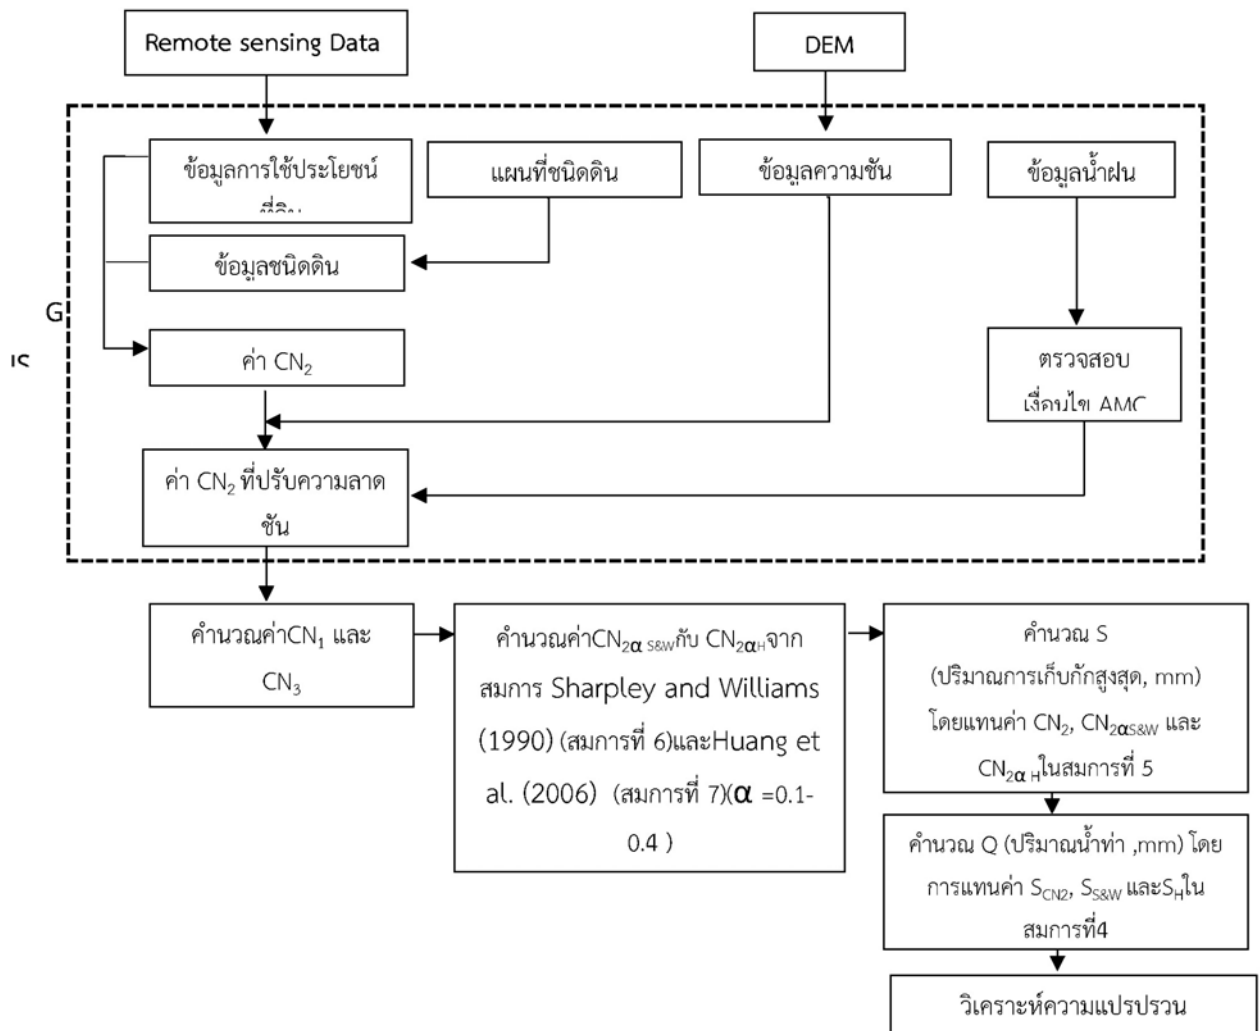 Remote sensing Data
DEM
ข้อมูลการใช้ประโยชน์
ที่ดิน
แผนที่ชนิดดิน
ข้อมูลความชัน
ข้อมูลน้ำฝน
ข้อมูลชนิดดิน
G
IS
ค่า CN₂
ตรวจสอบ
เงื่อนไข AMC
ค่า CN₂ ที่ปรับความลาด
ชัน
คำนวณค่าCN₁ และ
CN₃
คำนวณค่าCN₂α S&Wกับ CN₂αHจาก
สมการ Sharpley and Williams
(1990) (สมการที่ 6)และHuang et
al. (2006) (สมการที่ 7)(α =0.1-
0.4 )
คำนวณ S
(ปริมาณการเก็บกักสูงสุด, mm)
โดยแทนค่า CN₂, CN₂αS&W และ
CN₂α Hในสมการที่ 5
คำนวณ Q (ปริมาณน้ำท่า ,mm) โดย
การแทนค่า SCN2, SS&W และSHใน
สมการที่4
วิเคราะห์ความแปรปรวน